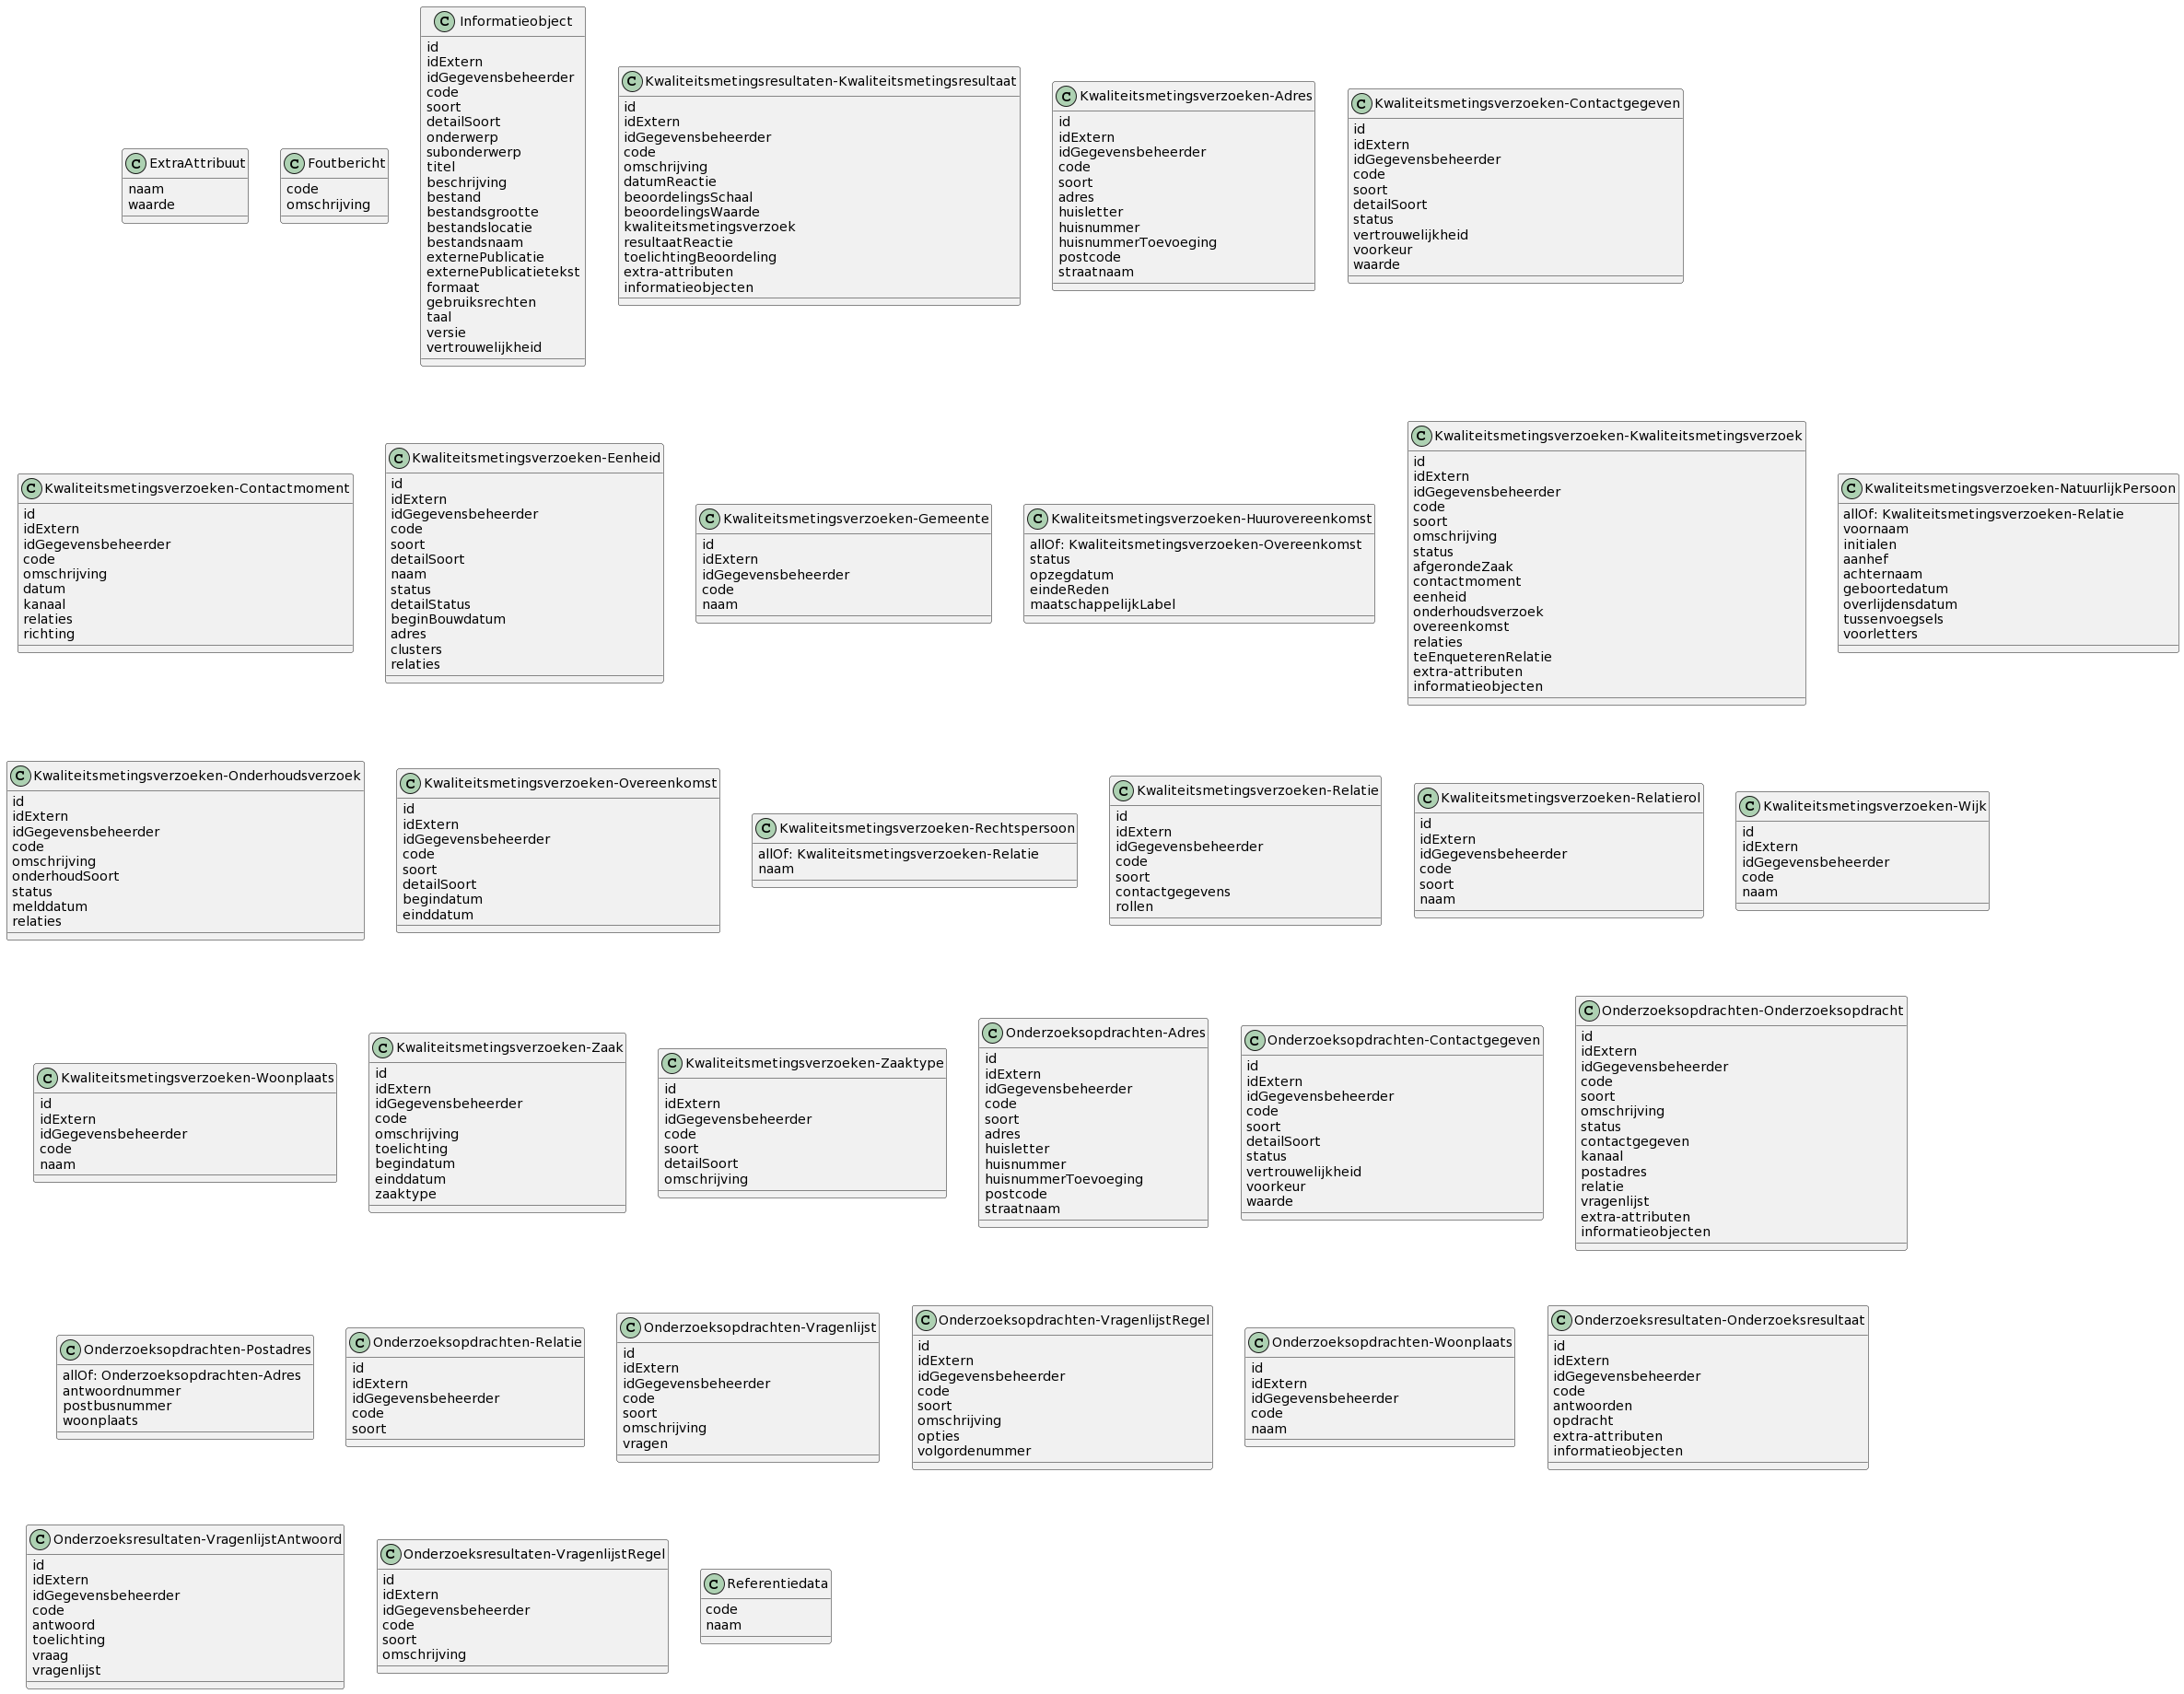 C ExtraAttribuut
naam
waarde
C Foutbericht
code
omschrijving
C Informatieobject
id
idExtern
idGegevensbeheerder
code
soort
detailSoort
onderwerp
subonderwerp
titel
beschrijving
bestand
bestandsgrootte
bestandslocatie
bestandsnaam
externePublicatie
externePublicatietekst
formaat
gebruiksrechten
taal
versie
vertrouwelijkheid
C Kwaliteitsmetingsresultaten-Kwaliteitsmetingsresultaat
id
idExtern
idGegevensbeheerder
code
omschrijving
datumReactie
beoordelingsSchaal
beoordelingsWaarde
kwaliteitsmetingsverzoek
resultaatReactie
toelichtingBeoordeling
extra-attributen
informatieobjecten
C Kwaliteitsmetingsverzoeken-Adres
id
idExtern
idGegevensbeheerder
code
soort
adres
huisletter
huisnummer
huisnummerToevoeging
postcode
straatnaam
C Kwaliteitsmetingsverzoeken-Contactgegeven
id
idExtern
idGegevensbeheerder
code
soort
detailSoort
status
vertrouwelijkheid
voorkeur
waarde
C Kwaliteitsmetingsverzoeken-Contactmoment
id
idExtern
idGegevensbeheerder
code
omschrijving
datum
kanaal
relaties
richting
C Kwaliteitsmetingsverzoeken-Eenheid
id
idExtern
idGegevensbeheerder
code
soort
detailSoort
naam
status
detailStatus
beginBouwdatum
adres
clusters
relaties
C Kwaliteitsmetingsverzoeken-Gemeente
id
idExtern
idGegevensbeheerder
code
naam
C Kwaliteitsmetingsverzoeken-Huurovereenkomst
allOf: Kwaliteitsmetingsverzoeken-Overeenkomst
status
opzegdatum
eindeReden
maatschappelijkLabel
C Kwaliteitsmetingsverzoeken-Kwaliteitsmetingsverzoek
id
idExtern
idGegevensbeheerder
code
soort
omschrijving
status
afgerondeZaak
contactmoment
eenheid
onderhoudsverzoek
overeenkomst
relaties
teEnqueterenRelatie
extra-attributen
informatieobjecten
C Kwaliteitsmetingsverzoeken-NatuurlijkPersoon
allOf: Kwaliteitsmetingsverzoeken-Relatie
voornaam
initialen
aanhef
achternaam
geboortedatum
overlijdensdatum
tussenvoegsels
voorletters
C Kwaliteitsmetingsverzoeken-Onderhoudsverzoek
id
idExtern
idGegevensbeheerder
code
omschrijving
onderhoudSoort
status
melddatum
relaties
C Kwaliteitsmetingsverzoeken-Overeenkomst
id
idExtern
idGegevensbeheerder
code
soort
detailSoort
begindatum
einddatum
C Kwaliteitsmetingsverzoeken-Rechtspersoon
allOf: Kwaliteitsmetingsverzoeken-Relatie
naam
C Kwaliteitsmetingsverzoeken-Relatie
id
idExtern
idGegevensbeheerder
code
soort
contactgegevens
rollen
C Kwaliteitsmetingsverzoeken-Relatierol
id
idExtern
idGegevensbeheerder
code
soort
naam
C Kwaliteitsmetingsverzoeken-Wijk
id
idExtern
idGegevensbeheerder
code
naam
C Kwaliteitsmetingsverzoeken-Woonplaats
id
idExtern
idGegevensbeheerder
code
naam
C Kwaliteitsmetingsverzoeken-Zaak
id
idExtern
idGegevensbeheerder
code
omschrijving
toelichting
begindatum
einddatum
zaaktype
C Kwaliteitsmetingsverzoeken-Zaaktype
id
idExtern
idGegevensbeheerder
code
soort
detailSoort
omschrijving
C Onderzoeksopdrachten-Adres
id
idExtern
idGegevensbeheerder
code
soort
adres
huisletter
huisnummer
huisnummerToevoeging
postcode
straatnaam
C Onderzoeksopdrachten-Contactgegeven
id
idExtern
idGegevensbeheerder
code
soort
detailSoort
status
vertrouwelijkheid
voorkeur
waarde
C Onderzoeksopdrachten-Onderzoeksopdracht
id
idExtern
idGegevensbeheerder
code
soort
omschrijving
status
contactgegeven
kanaal
postadres
relatie
vragenlijst
extra-attributen
informatieobjecten
C Onderzoeksopdrachten-Postadres
allOf: Onderzoeksopdrachten-Adres
antwoordnummer
postbusnummer
woonplaats
C Onderzoeksopdrachten-Relatie
id
idExtern
idGegevensbeheerder
code
soort
C Onderzoeksopdrachten-Vragenlijst
id
idExtern
idGegevensbeheerder
code
soort
omschrijving
vragen
C Onderzoeksopdrachten-VragenlijstRegel
id
idExtern
idGegevensbeheerder
code
soort
omschrijving
opties
volgordenummer
C Onderzoeksopdrachten-Woonplaats
id
idExtern
idGegevensbeheerder
code
naam
C Onderzoeksresultaten-Onderzoeksresultaat
id
idExtern
idGegevensbeheerder
code
antwoorden
opdracht
extra-attributen
informatieobjecten
C Onderzoeksresultaten-VragenlijstAntwoord
id
idExtern
idGegevensbeheerder
code
antwoord
toelichting
vraag
vragenlijst
C Onderzoeksresultaten-VragenlijstRegel
id
idExtern
idGegevensbeheerder
code
soort
omschrijving
C Referentiedata
code
naam